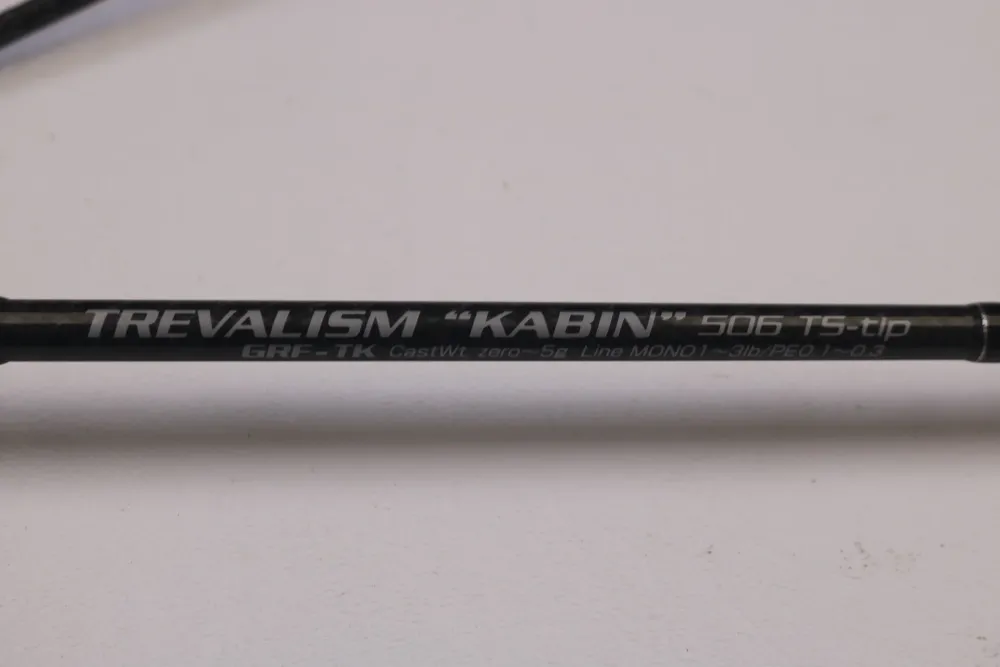 TREVALISM “KABIN” 506 TS-tip
GRF-TK CastWt zero~5g Line MONO1~3lb/PE0.1~0.3